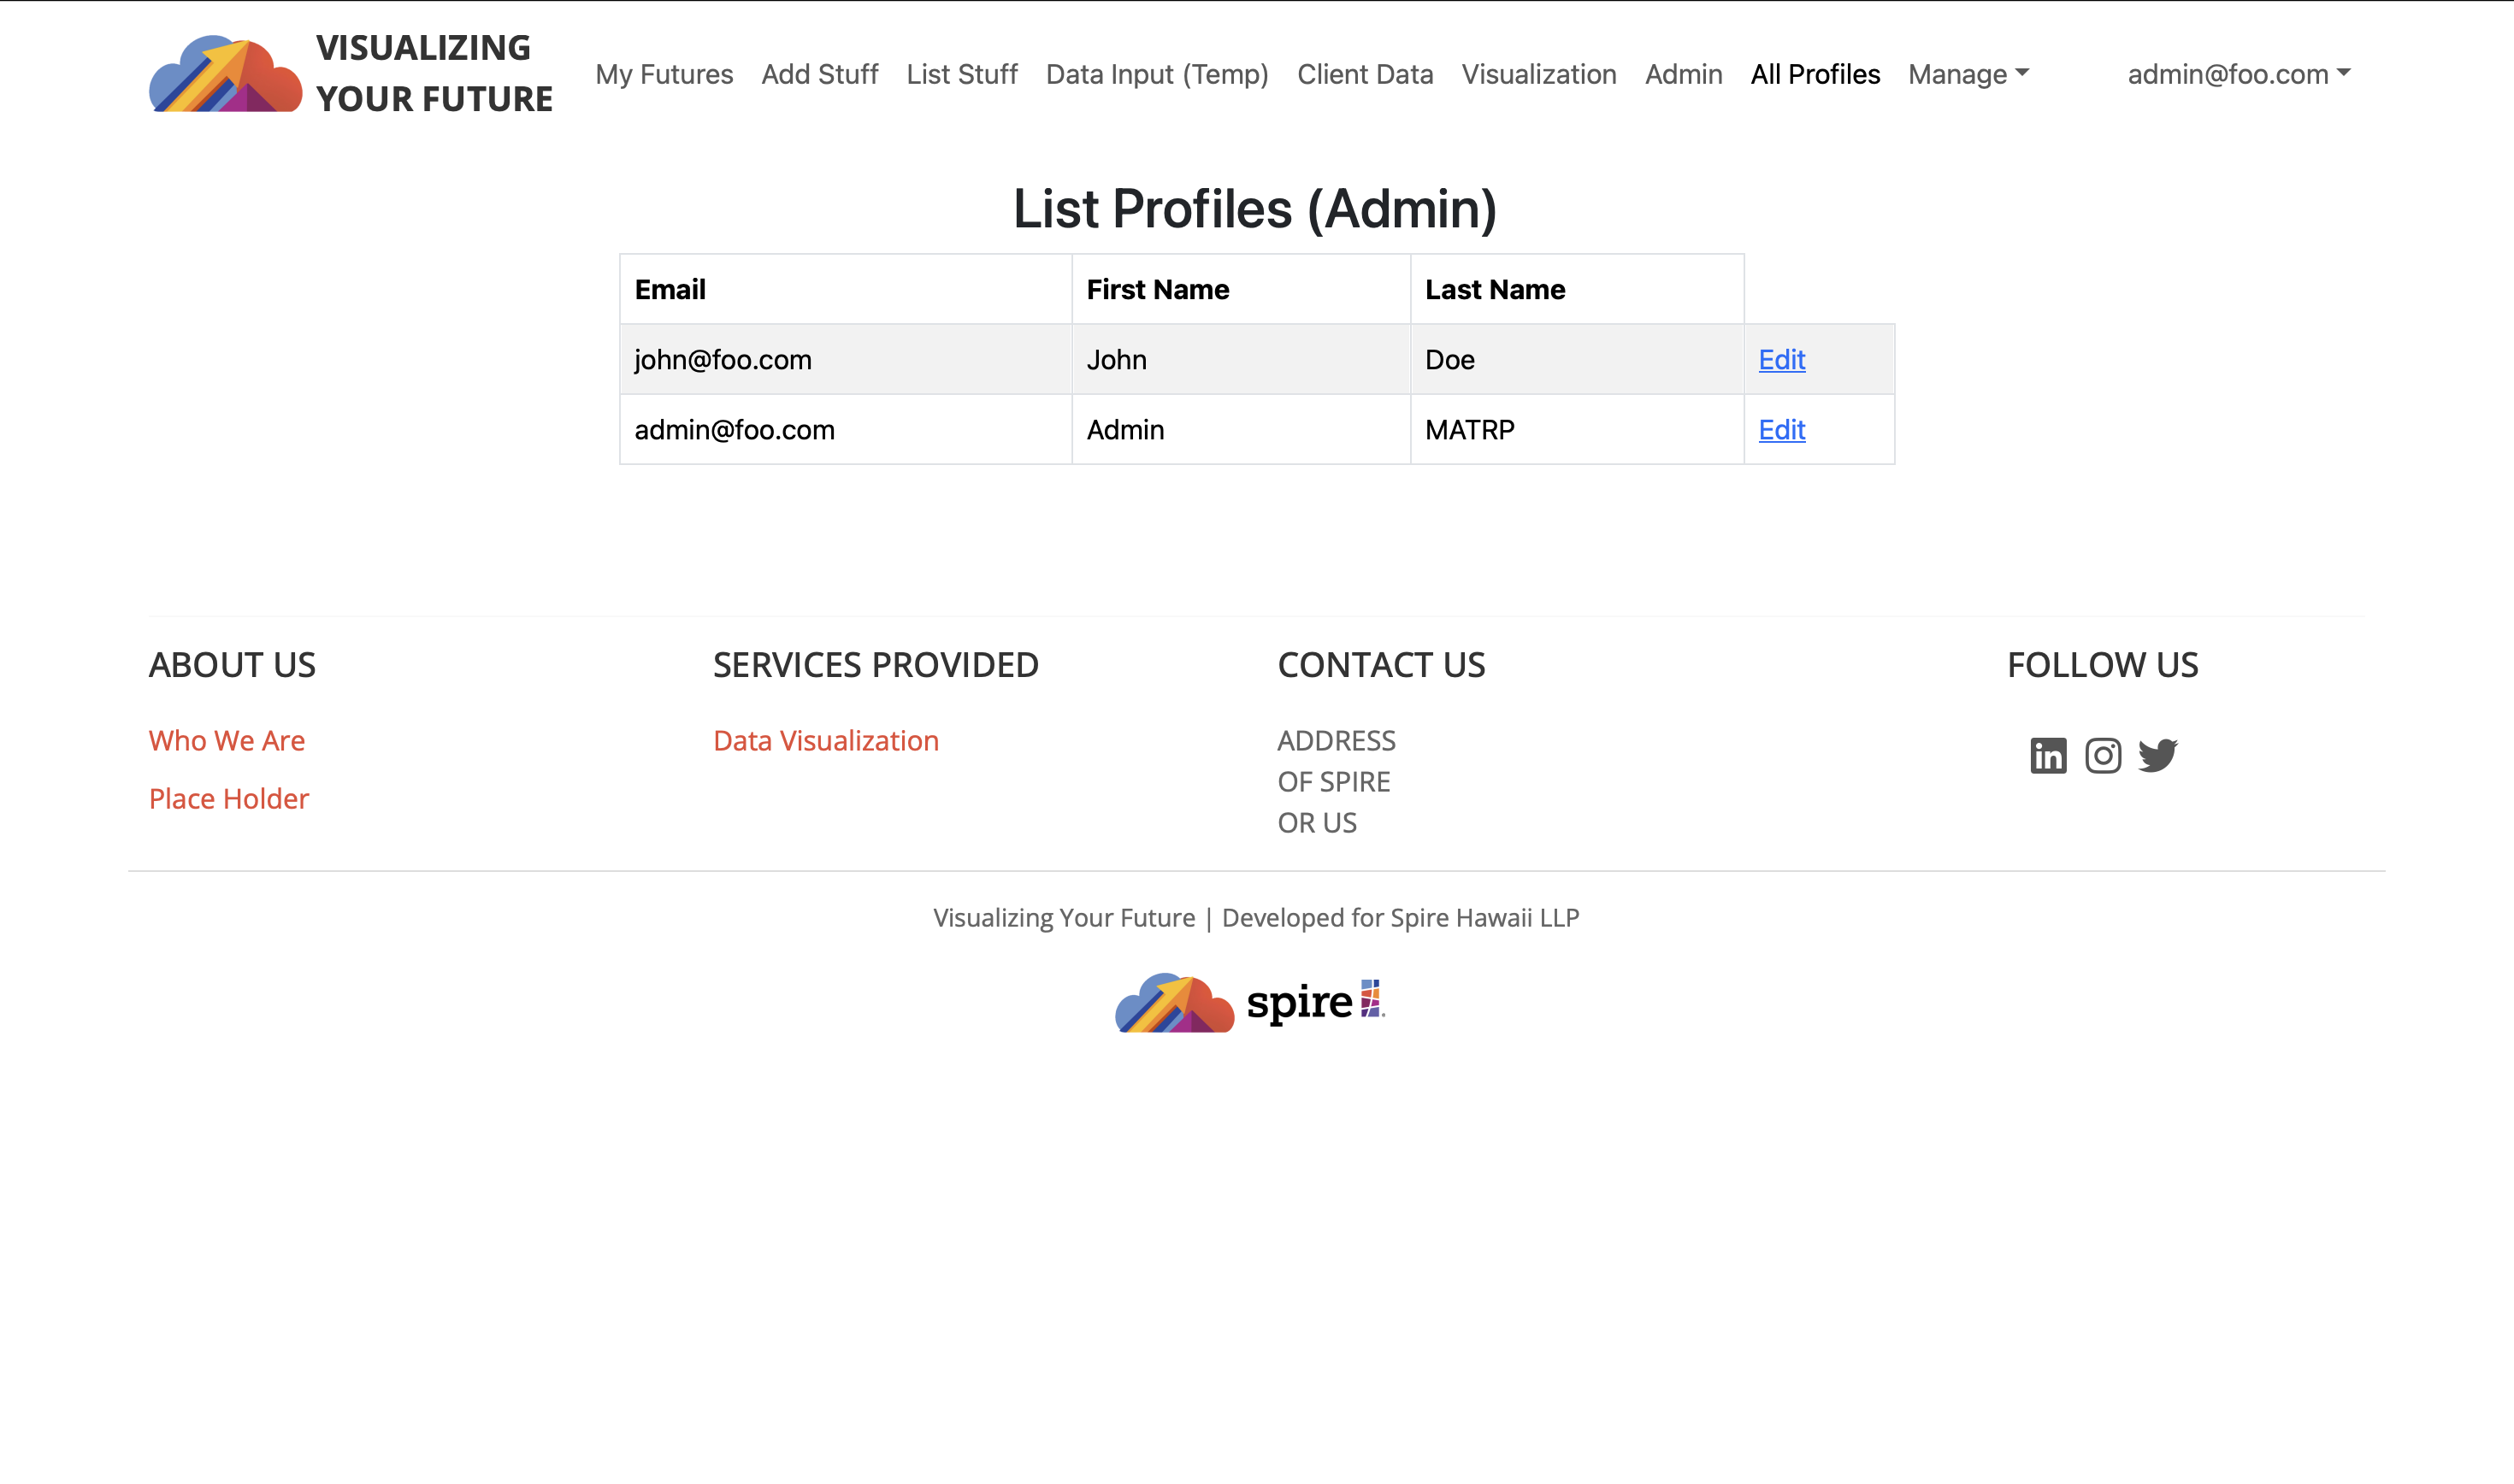 VISUALIZING
YOUR FUTURE
My Futures Add Stuff List Stuff Data Input (Temp) Client Data Visualization Admin All Profiles Manage admin@foo.com
List Profiles (Admin)
Email First Name Last Name
john@foo.com John Doe Edit
admin@foo.com Admin MATRP Edit
ABOUT US SERVICES PROVIDED CONTACT US FOLLOW US
Who We Are Data Visualization ADDRESS
OF SPIRE
Place Holder
OR US
Visualizing Your Future | Developed for Spire Hawaii LLP
spire